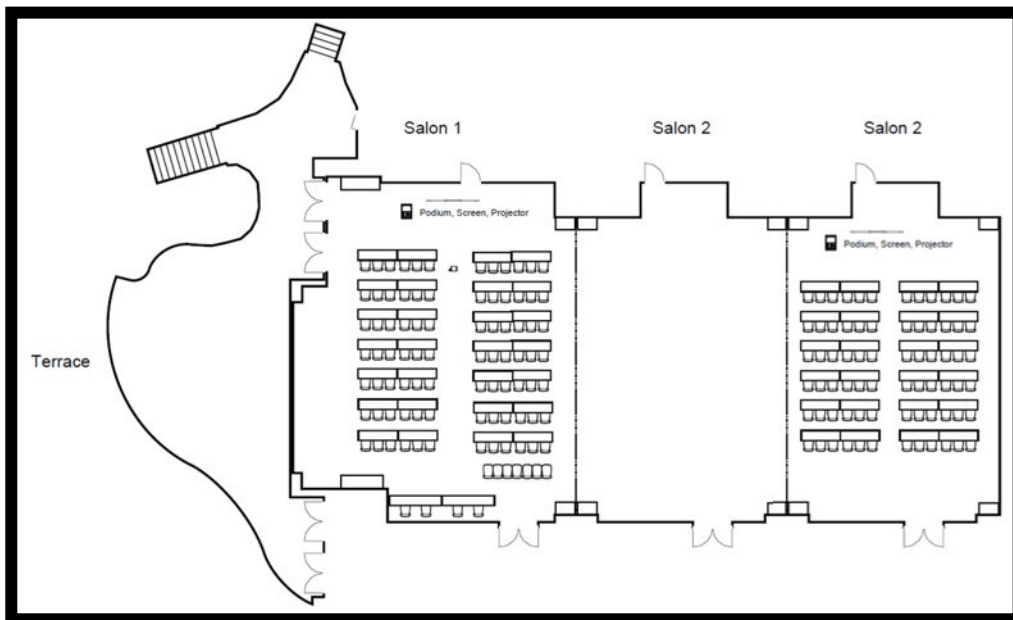 Salon 1
Salon 2
Salon 2
Podium, Screen, Projector
Podium, Screen, Projector
Terrace